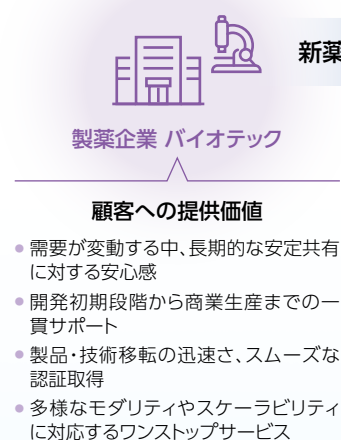 新薬
製薬企業 バイオテック
顧客への提供価値
● 需要が変動する中、長期的な安定共有
に対する安心感
● 開発初期段階から商業生産までの一
貫サポート
● 製品・技術移転の迅速さ、スムーズな
認証取得
● 多様なモダリティやスケーラビリティ
に対応するワンストップサービス